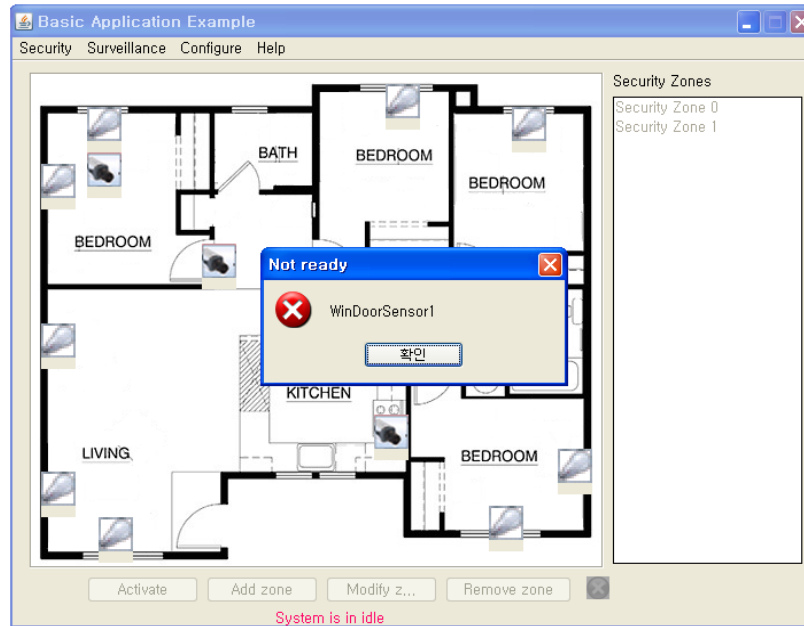 Basic Application Example
Security Surveillance Configure Help
Security Zones
Security Zone 0
Security Zone 1
BATH
BEDROOM
BEDROOM
BEDROOM
Not ready
WinDoorSensor1
확인
KITCHEN
LIVING
BEDROOM
Activate Add zone Modify z... Remove zone
System is in idle